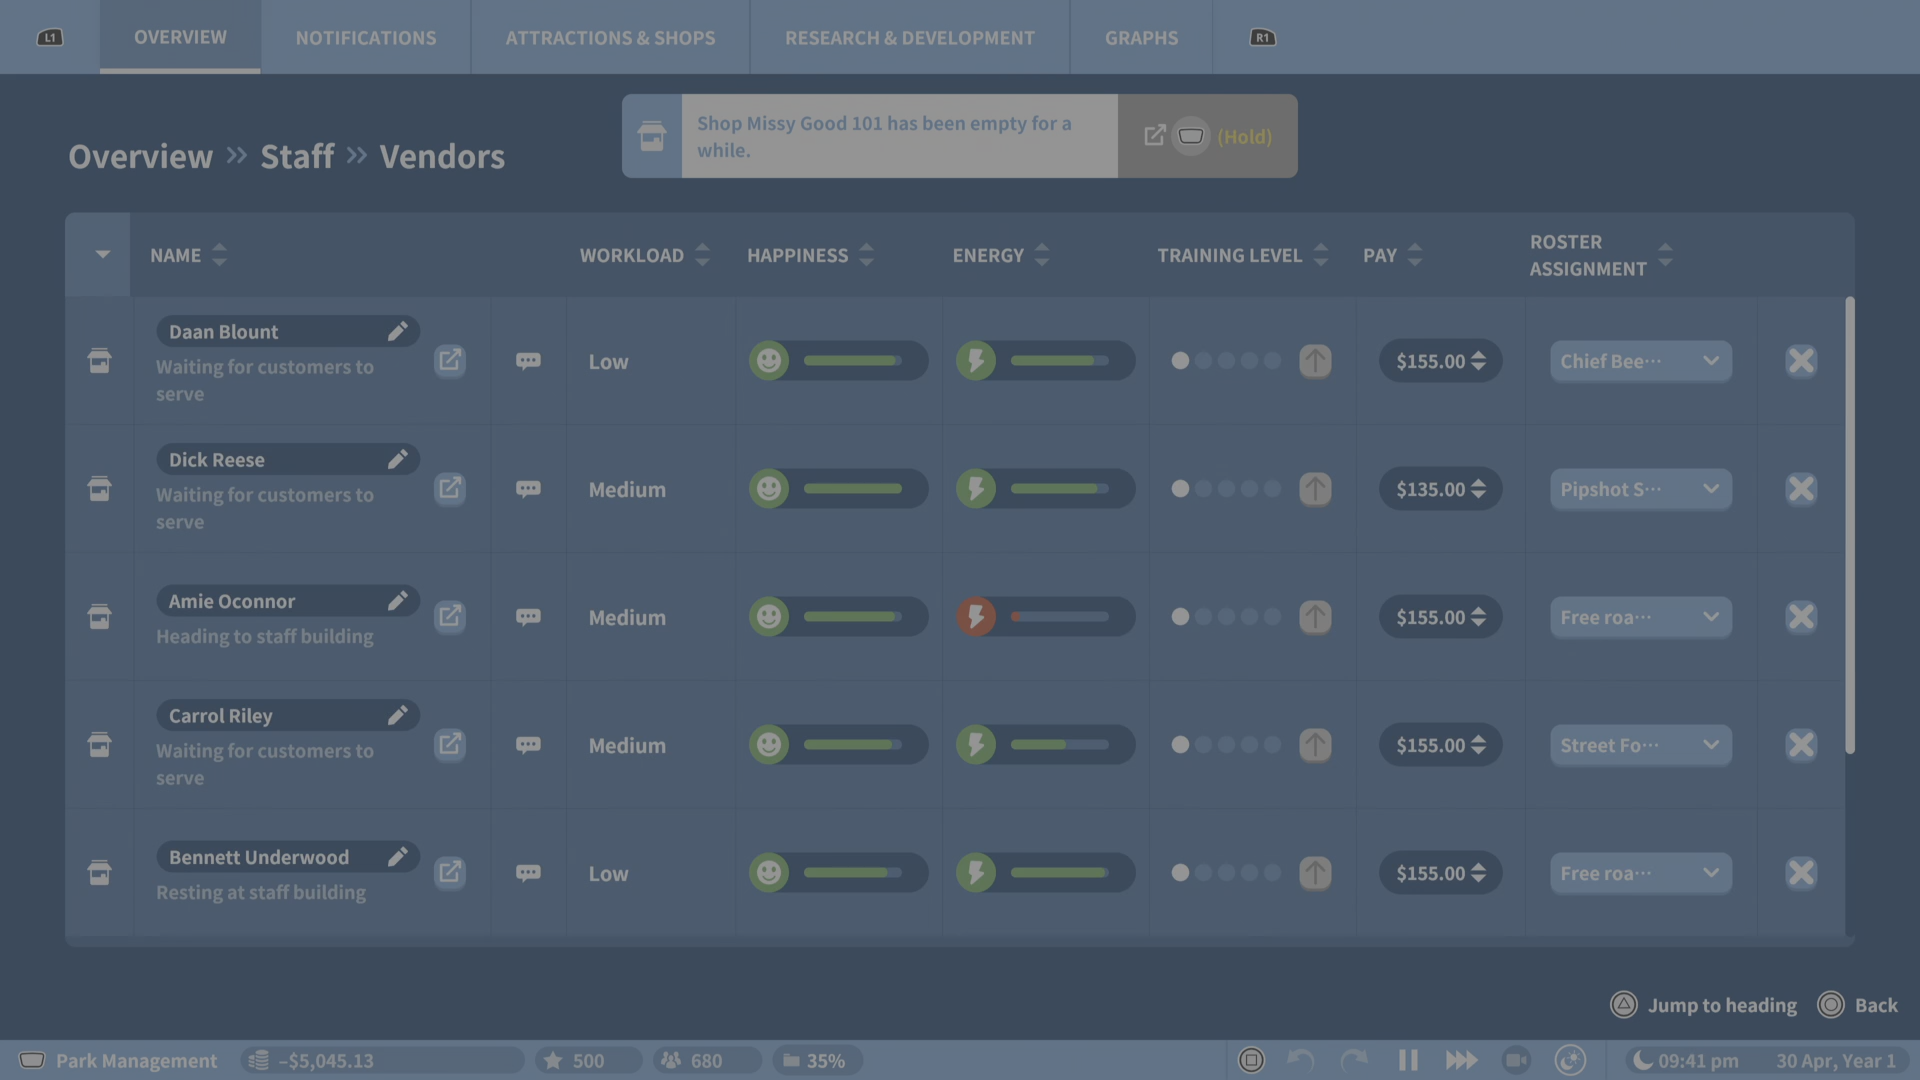 L1
OVERVIEW
NOTIFICATIONS
ATTRACTIONS & SHOPS
RESEARCH & DEVELOPMENT
GRAPHS
R1
Shop Missy Good 101 has been empty for a
while.
(Hold)
Overview » Staff » Vendors
NAME
WORKLOAD
HAPPINESS
ENERGY
TRAINING LEVEL
PAY
ROSTER
ASSIGNMENT
Daan Blount
Waiting for customers to
serve
Low
$155.00
Chief Bee···
Dick Reese
Waiting for customers to
serve
Medium
$135.00
Pipshot S···
Amie Oconnor
Heading to staff building
Medium
$155.00
Free roa···
Carrol Riley
Waiting for customers to
serve
Medium
$155.00
Street Fo···
Bennett Underwood
Resting at staff building
Low
$155.00
Free roa···
Jump to heading
Back
Park Management
-$5,045.13
500
680
35%
09:41 pm
30 Apr, Year 1